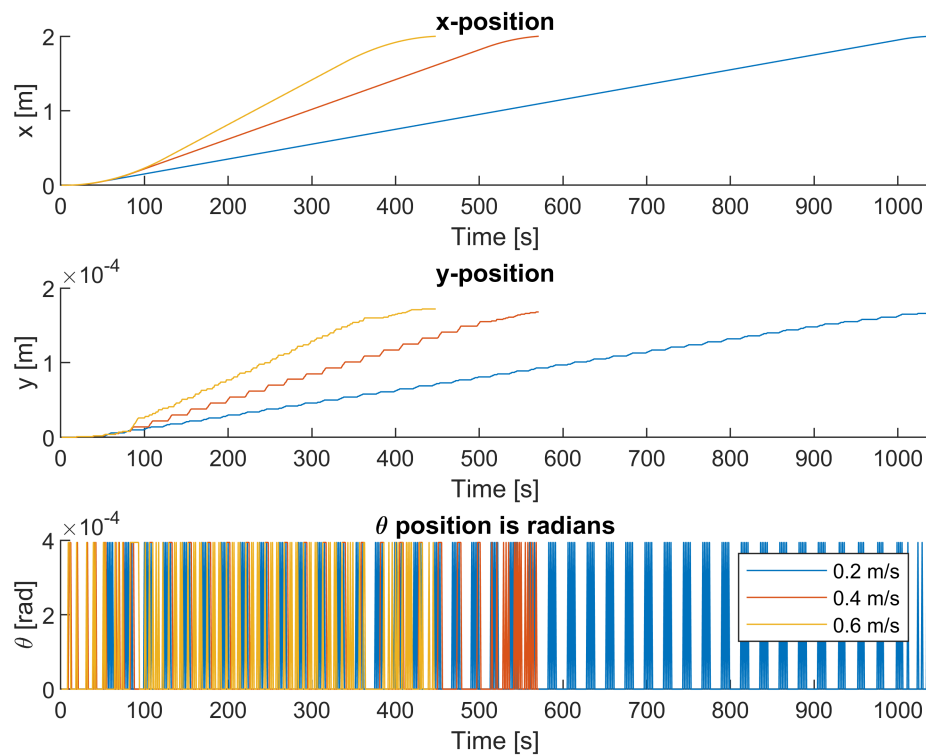 x-position
2
1
0
x [m]
0 100 200 300 400 500 600 700 800 900 1000
Time [s]
y-position
×10⁻⁴
2
1
0
y [m]
0 100 200 300 400 500 600 700 800 900 1000
Time [s]
θ position is radians
×10⁻⁴
4
2
0
θ [rad]
0.2 m/s
0.4 m/s
0.6 m/s
0 100 200 300 400 500 600 700 800 900 1000
Time [s]